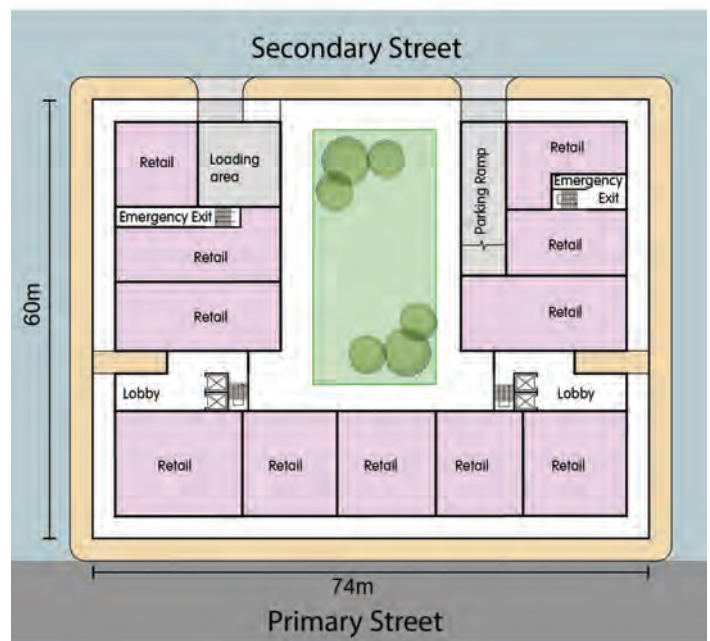 Secondary Street
Retail
Loading
area
Parking Ramp
Retail
Emergency
Exit
Emergency Exit
Retail
Retail
Retail
Retail
60m
Lobby
Lobby
Retail
Retail
Retail
Retail
Retail
74m
Primary Street